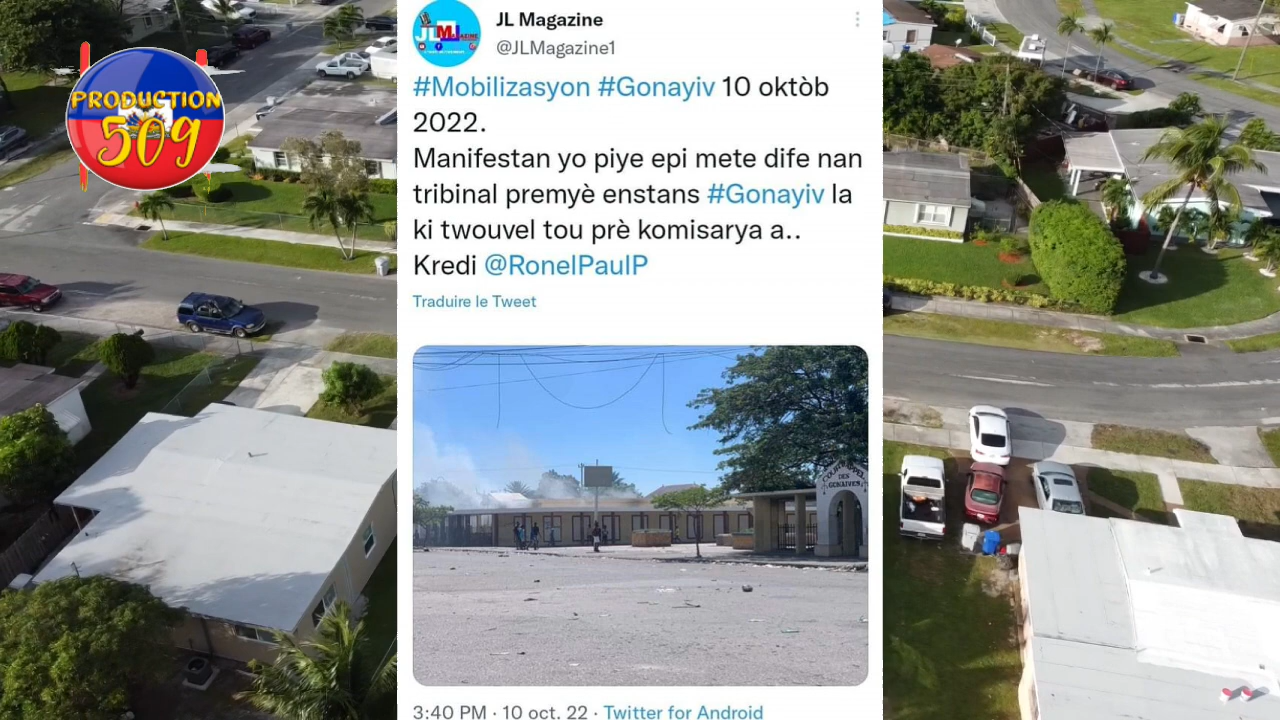 PRODUCTION
509
JL Magazine
@JLMagazine1
#Mobilizasyon #Gonayiv 10 oktòb
2022.
Manifestan yo piye epi mete dife nan
tribinal premyè enstans #Gonayiv la
ki twouvel tou prè komisarya a..
Kredi @RonelPaulP
Traduire le Tweet
DES
GONAIVES
3:40 PM · 10 oct. 22 · Twitter for Android